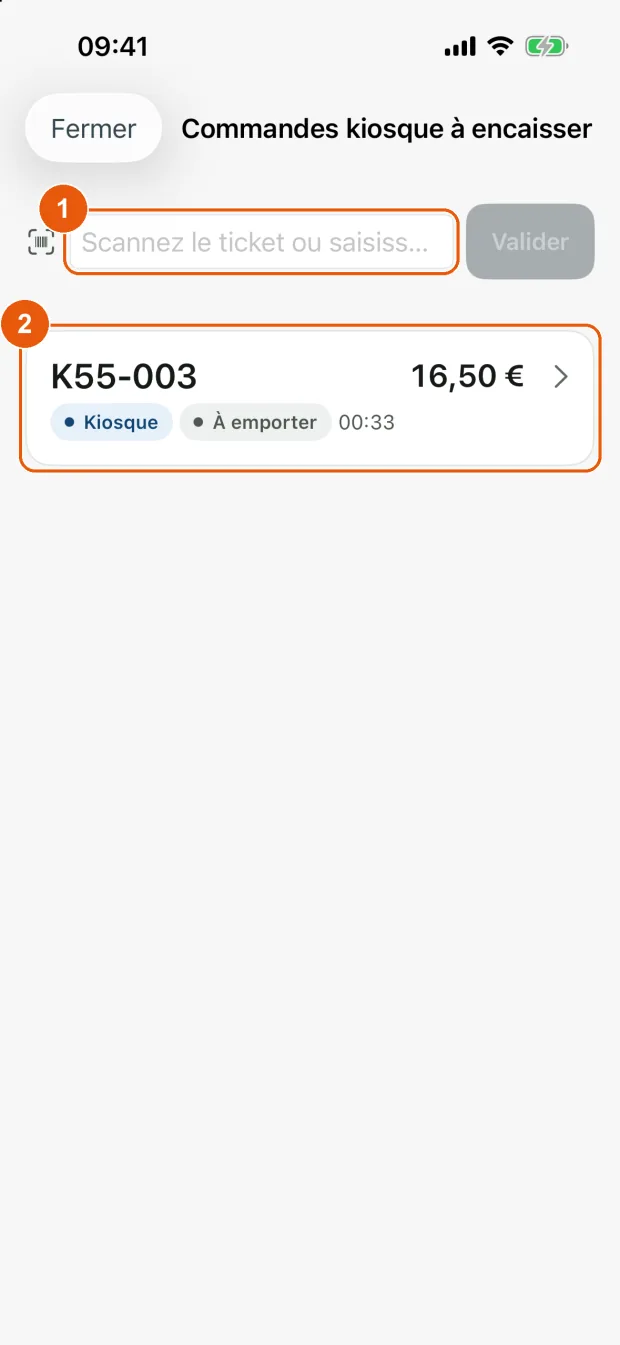 09:41
Fermer Commandes kiosque à encaisser
1
Scannez le ticket ou saisiss... Valider
2
K55-003 16,50 €
Kiosque À emporter 00:33